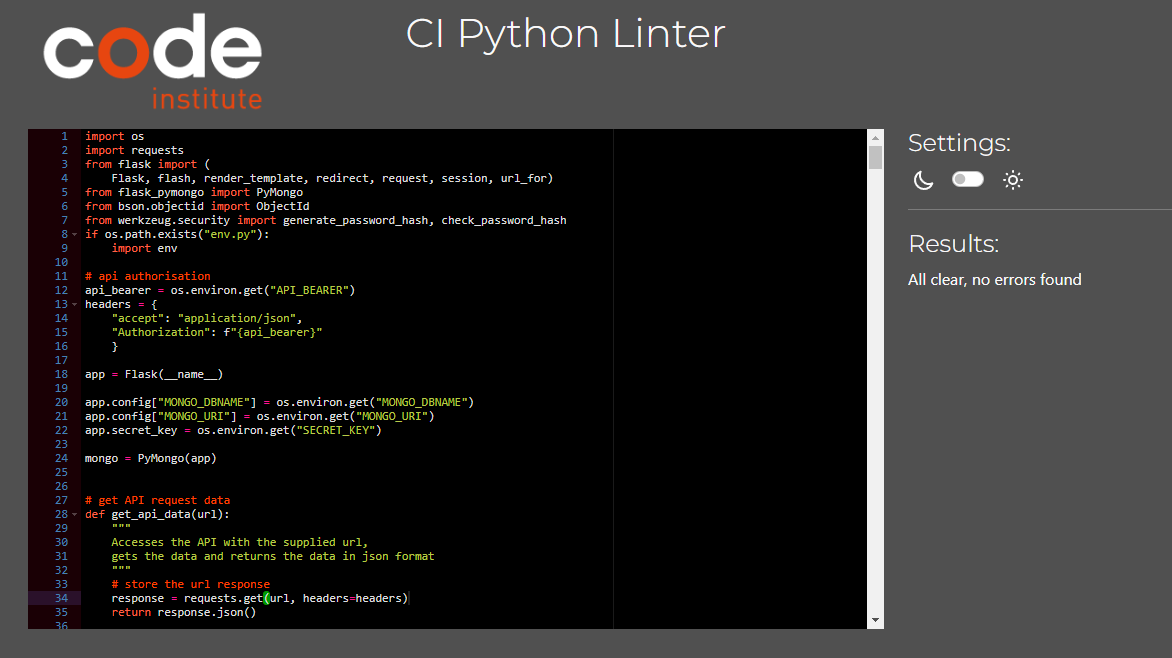 code
institute
CI Python Linter
1 import os
2 import requests
3 from flask import (
4     Flask, flash, render_template, redirect, request, session, url_for)
5 from flask_pymongo import PyMongo
6 from bson.objectid import ObjectId
7 from werkzeug.security import generate_password_hash, check_password_hash
8 if os.path.exists("env.py"):
9     import env
10
11 # api authorisation
12 api_bearer = os.environ.get("API_BEARER")
13 headers = {
14     "accept": "application/json",
15     "Authorization": f"{api_bearer}"
16     }
17
18 app = Flask(__name__)
19
20 app.config["MONGO_DBNAME"] = os.environ.get("MONGO_DBNAME")
21 app.config["MONGO_URI"] = os.environ.get("MONGO_URI")
22 app.secret_key = os.environ.get("SECRET_KEY")
23
24 mongo = PyMongo(app)
25
26
27 # get API request data
28 def get_api_data(url):
29     """
30     Accesses the API with the supplied url,
31     gets the data and returns the data in json format
32     """
33     # store the url response
34     response = requests.get(url, headers=headers)
35     return response.json()
36
Settings:
Results:
All clear, no errors found